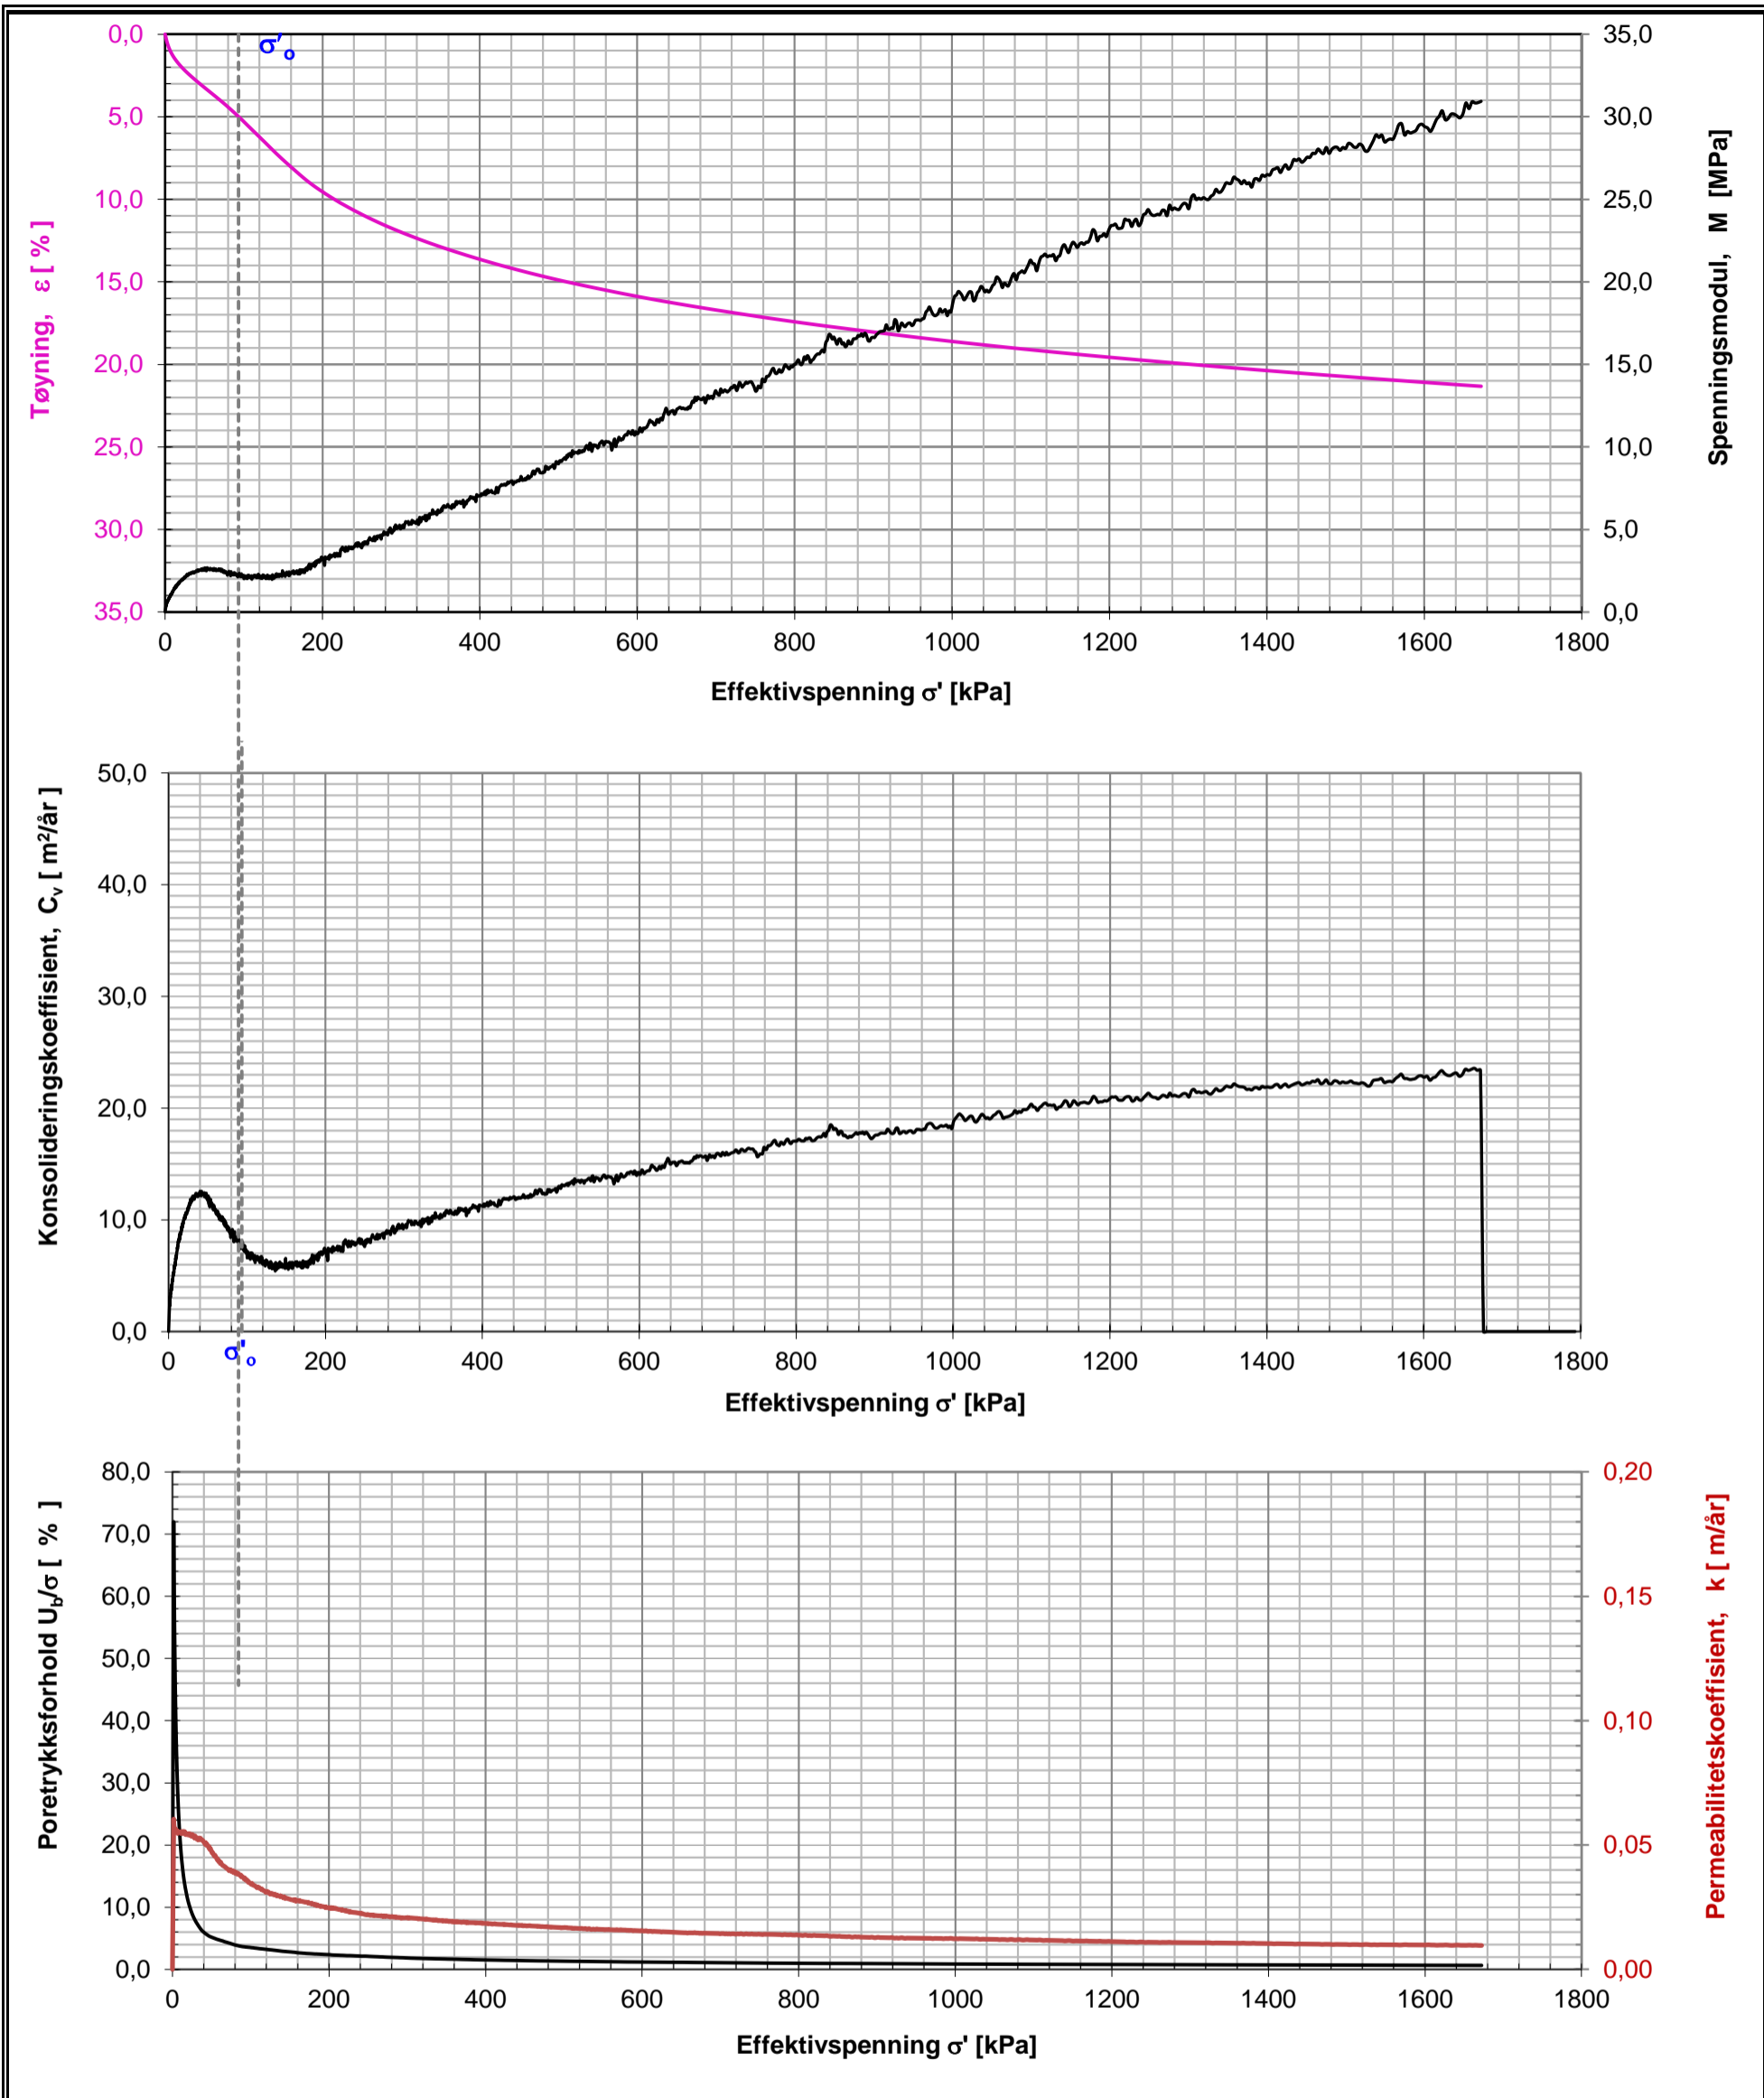 σ'o
0,0
5,0
10,0
15,0
20,0
25,0
30,0
35,0
Tøyning, ε [ % ]
35,0
30,0
25,0
20,0
15,0
10,0
5,0
0,0
Spenningsmodul, M [MPa]
0 200 400 600 800 1000 1200 1400 1600 1800
Effektivspenning σ' [kPa]
50,0
40,0
30,0
20,0
10,0
0,0
Konsolideringskoeffisient, Cv [ m²/år ]
0 200 400 600 800 1000 1200 1400 1600 1800
σ'o
Effektivspenning σ' [kPa]
80,0
70,0
60,0
50,0
40,0
30,0
20,0
10,0
0,0
Poretrykksforhold Ub/σ [ % ]
0,20
0,15
0,10
0,05
0,00
Permeabilitetskoeffisient, k [ m/år]
0 200 400 600 800 1000 1200 1400 1600 1800
Effektivspenning σ' [kPa]